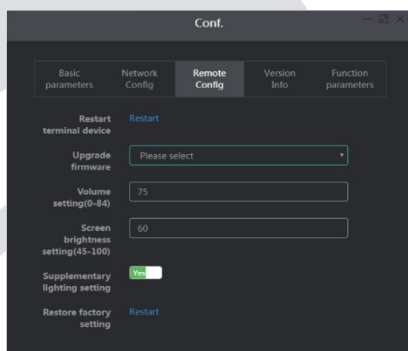 Conf.
Basic
parameters
Network
Config
Remote
Config
Version
Info
Function
parameters
Restart
terminal device
Restart
Upgrade
firmware
Please select
Volume
setting(0-84)
75
Screen
brightness
setting(45-100)
60
Supplementary
lighting setting
Yes
Restore factory
setting
Restart